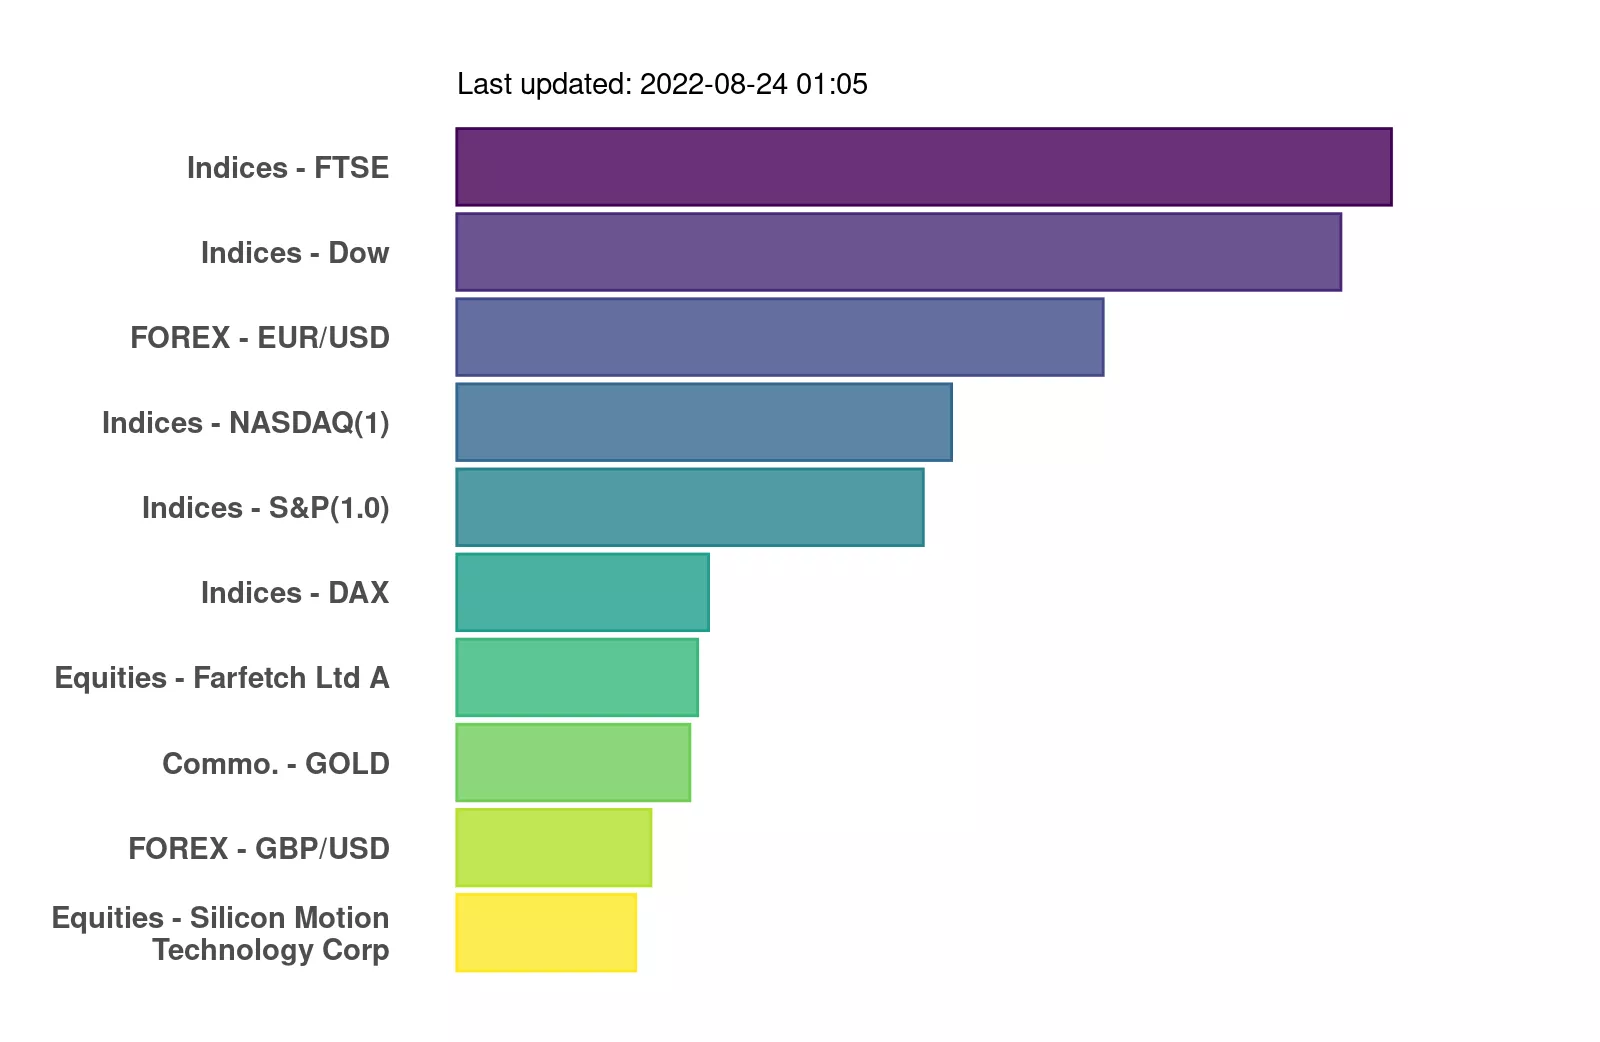 Last updated: 2022-08-24 01:05
Indices - FTSE
Indices - Dow
FOREX - EUR/USD
Indices - NASDAQ(1)
Indices - S&P(1.0)
Indices - DAX
Equities - Farfetch Ltd A
Commo. - GOLD
FOREX - GBP/USD
Equities - Silicon Motion
Technology Corp